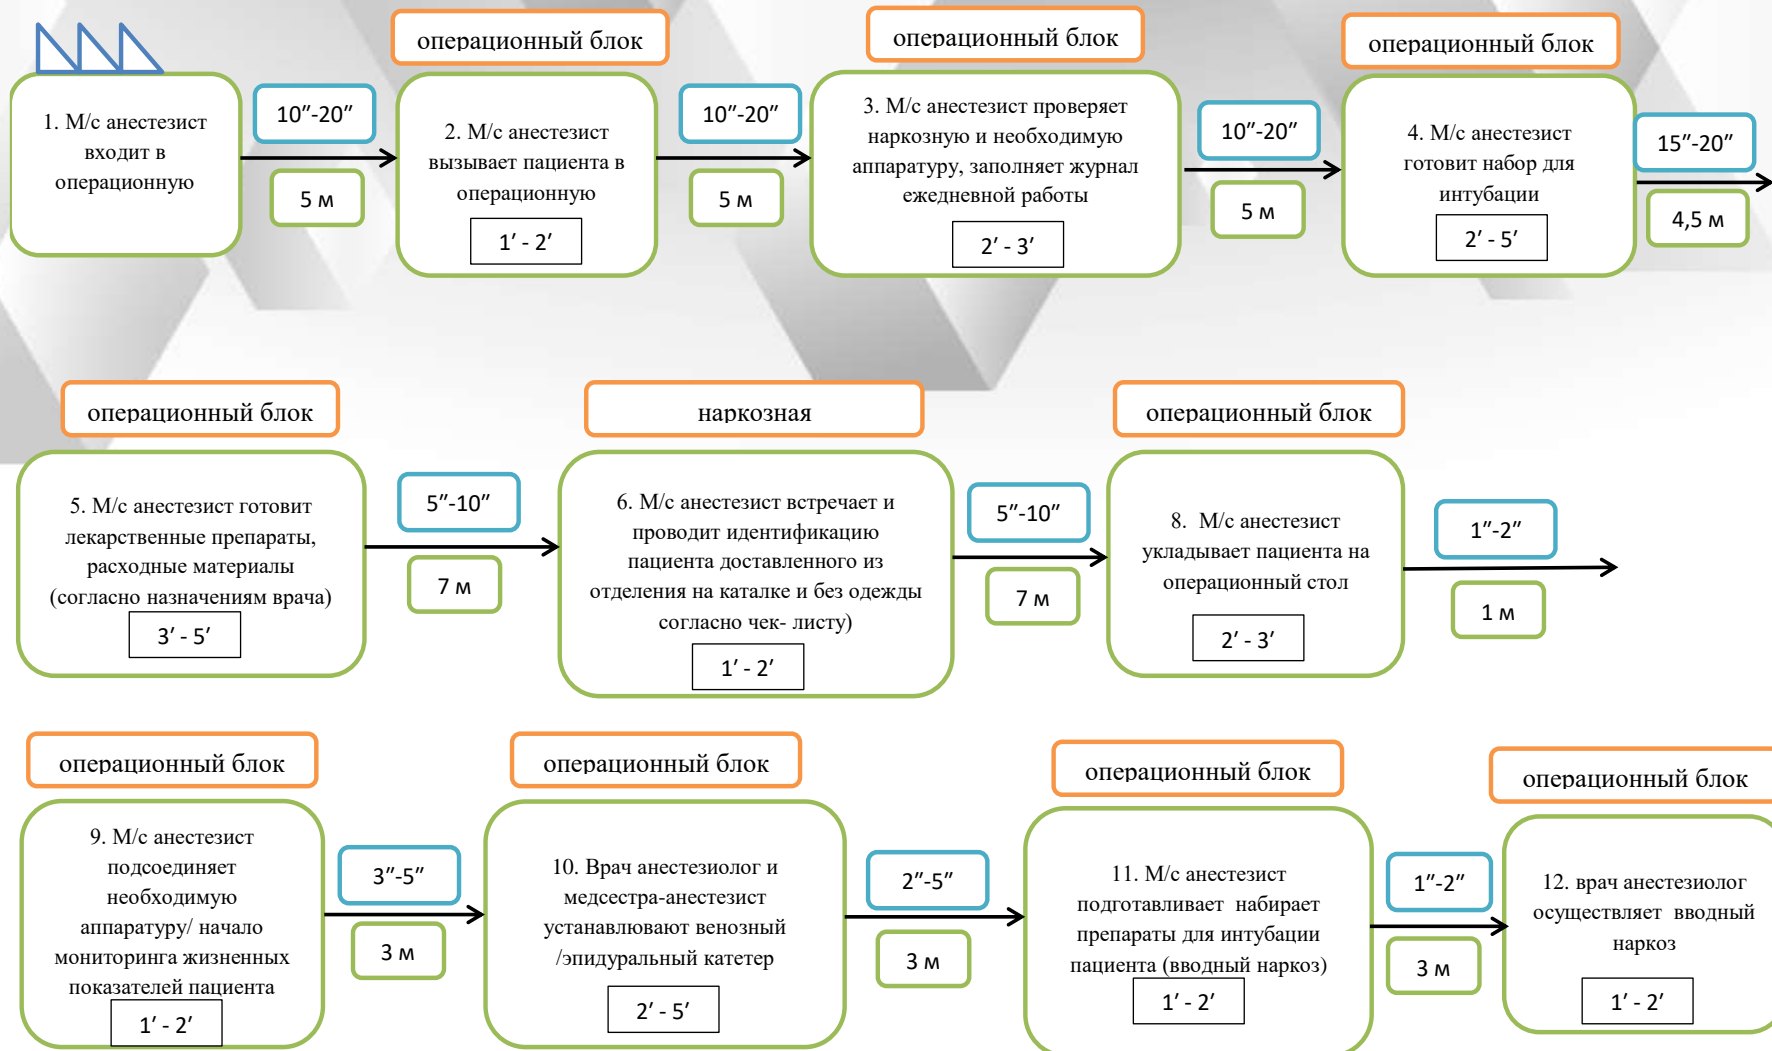 операционный блок
операционный блок
операционный блок
1. М/с анестезист
входит в
операционную
10″-20″
5 м
2. М/с анестезист
вызывает пациента в
операционную
1′ - 2′
10″-20″
5 м
3. М/с анестезист проверяет
наркозную и необходимую
аппаратуру, заполняет журнал
ежедневной работы
2′ - 3′
10″-20″
5 м
4. М/с анестезист
готовит набор для
интубации
2′ - 5′
15″-20″
4,5 м
операционный блок
наркозная
операционный блок
5. М/с анестезист готовит
лекарственные препараты,
расходные материалы
(согласно назначениям врача)
3′ - 5′
5″-10″
7 м
6. М/с анестезист встречает и
проводит идентификацию
пациента доставленного из
отделения на каталке и без одежды
согласно чек- листу)
1′ - 2′
5″-10″
7 м
8. М/с анестезист
укладывает пациента на
операционный стол
2′ - 3′
1″-2″
1 м
операционный блок
операционный блок
операционный блок
операционный блок
9. М/с анестезист
подсоединяет
необходимую
аппаратуру/ начало
мониторинга жизненных
показателей пациента
1′ - 2′
3″-5″
3 м
10. Врач анестезиолог и
медсестра-анестезист
устанавлювают венозный
/эпидуральный катетер
2′ - 5′
2″-5″
3 м
11. М/с анестезист
подготавливает набирает
препараты для интубации
пациента (вводный наркоз)
1′ - 2′
1″-2″
3 м
12. врач анестезиолог
осуществляет вводный
наркоз
1′ - 2′